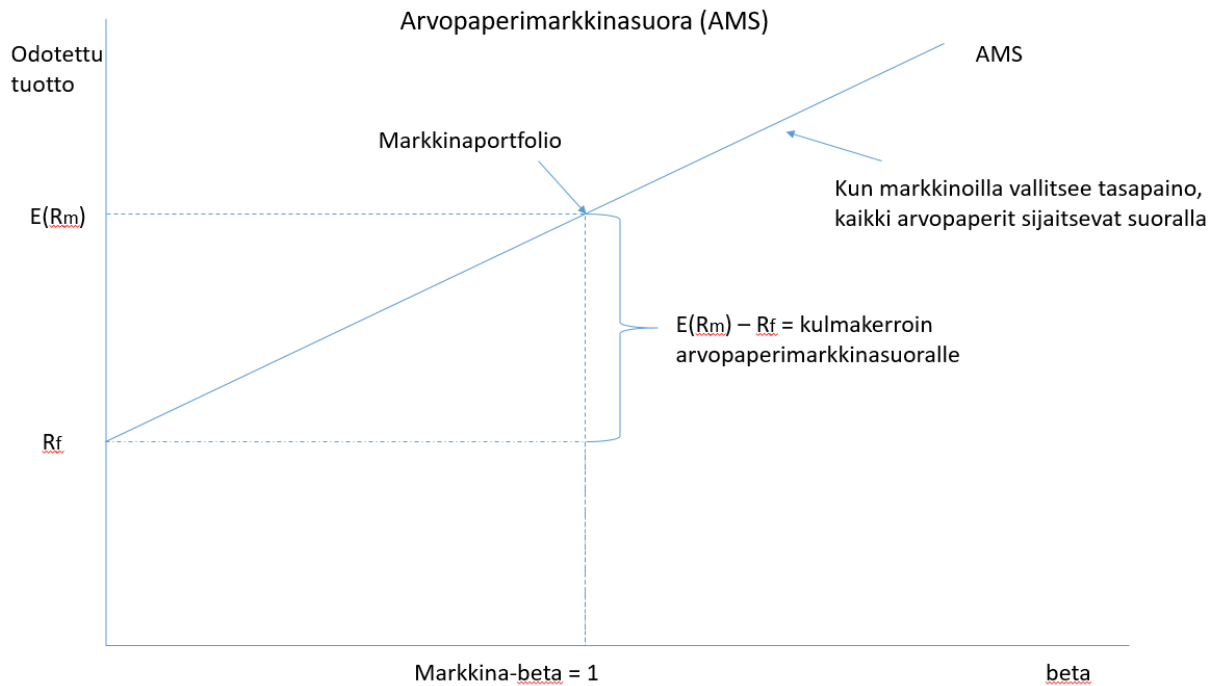 Arvopaperimarkkinasuora (AMS)
Odotettu
tuotto
AMS
Markkinaportfolio
Kun markkinoilla vallitsee tasapaino,
kaikki arvopaperit sijaitsevat suoralla
E(Rm)
E(Rm) – Rf = kulmakerroin
arvopaperimarkkinasuoralle
Rf
Markkina-beta = 1
beta